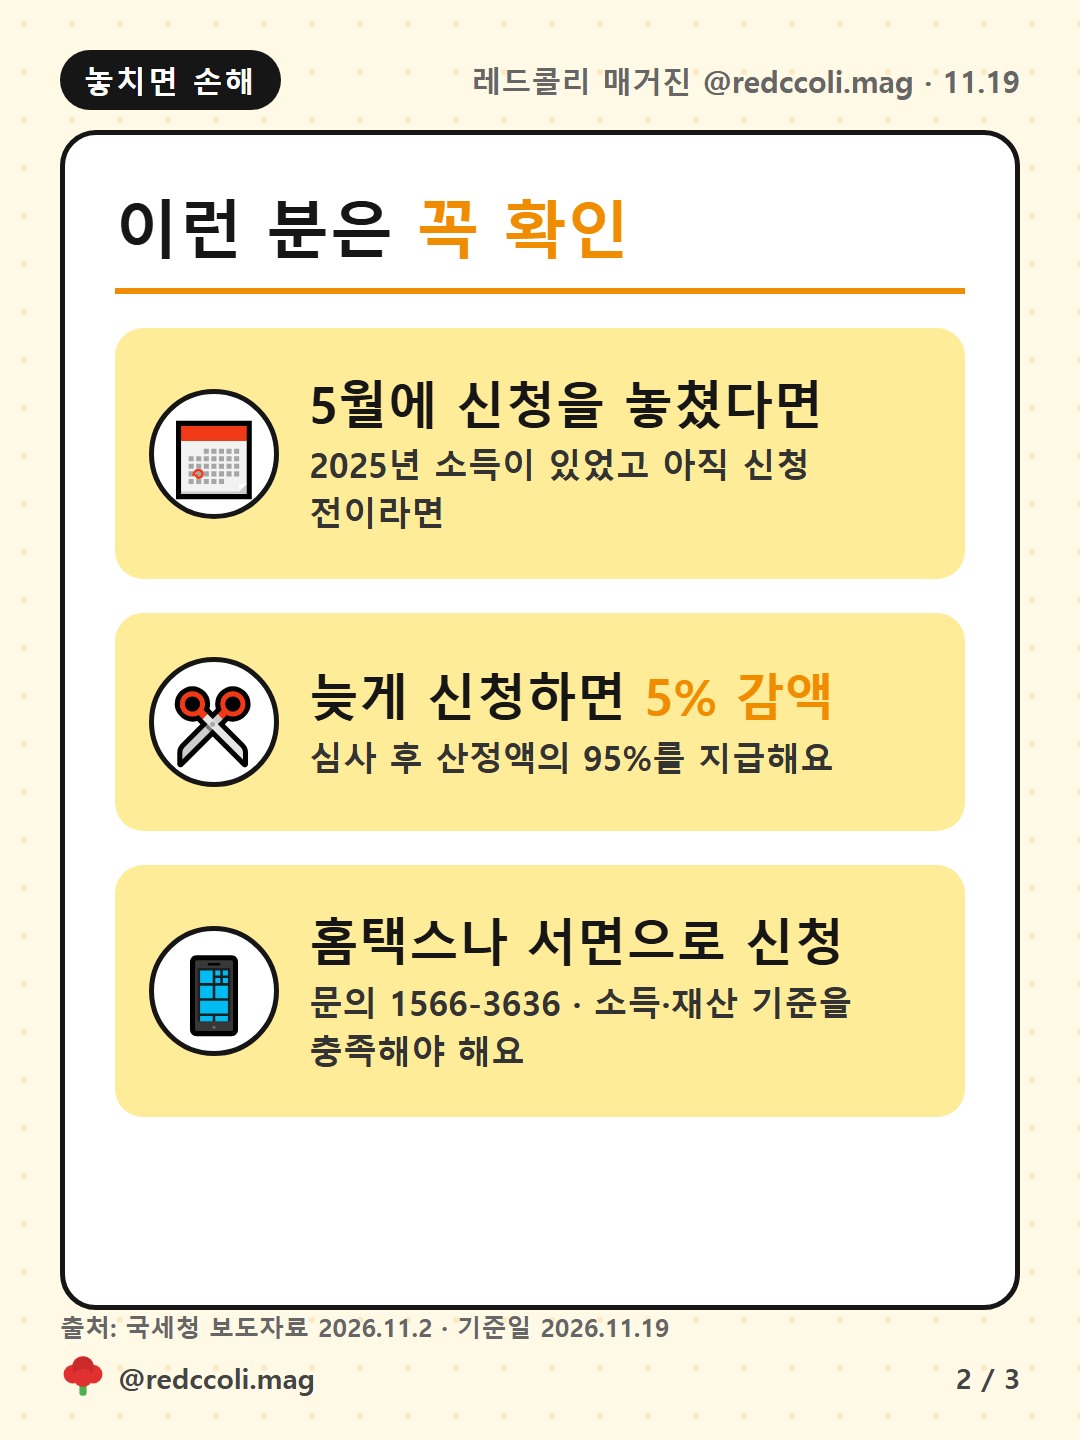 놓치면 손해
레드콜리 매거진 @redccoli.mag · 11.19
이런 분은 꼭 확인
5월에 신청을 놓쳤다면
2025년 소득이 있었고 아직 신청
전이라면
늦게 신청하면 5% 감액
심사 후 산정액의 95%를 지급해요
홈택스나 서면으로 신청
문의 1566-3636 · 소득·재산 기준을
충족해야 해요
출처: 국세청 보도자료 2026.11.2 · 기준일 2026.11.19
@redccoli.mag
2 / 3